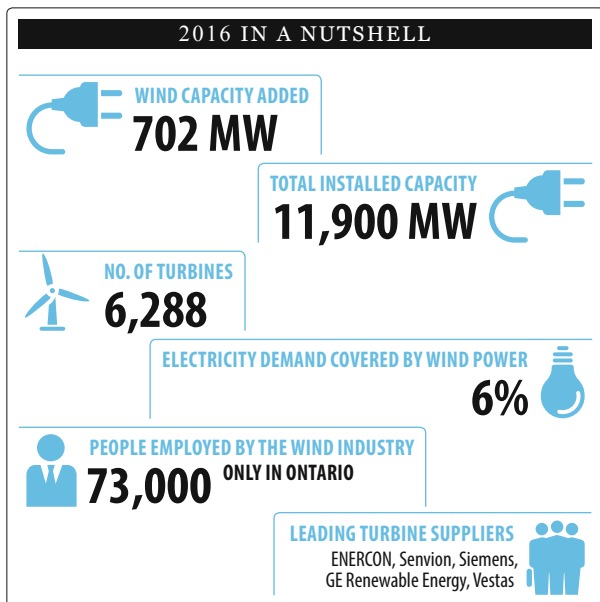 2016 IN A NUTSHELL
WIND CAPACITY ADDED
702 MW
TOTAL INSTALLED CAPACITY
11,900 MW
NO. OF TURBINES
6,288
ELECTRICITY DEMAND COVERED BY WIND POWER
6%
PEOPLE EMPLOYED BY THE WIND INDUSTRY
73,000 ONLY IN ONTARIO
LEADING TURBINE SUPPLIERS
ENERCON, Senvion, Siemens,
GE Renewable Energy, Vestas